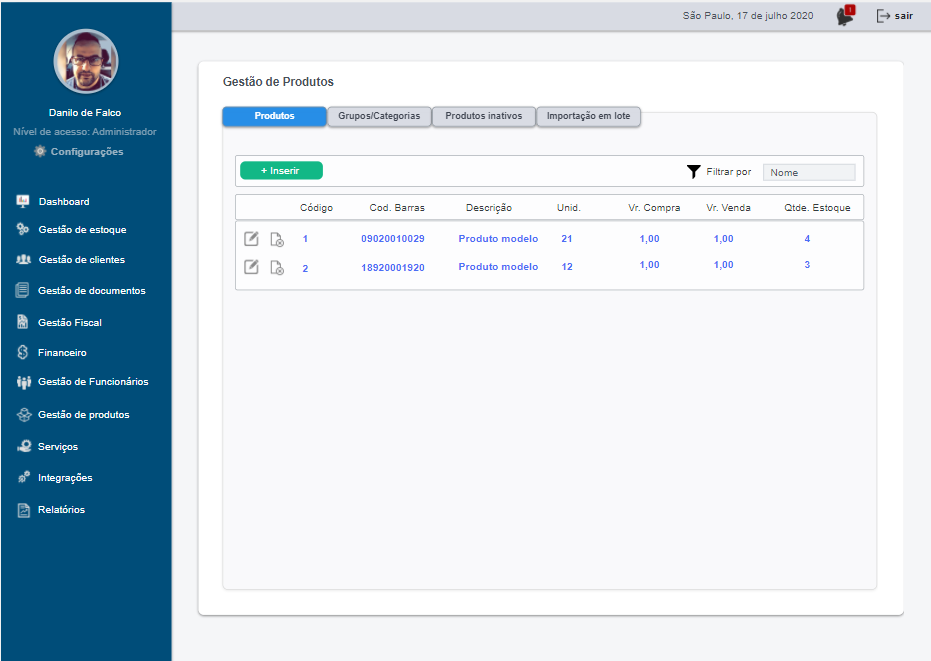 São Paulo, 17 de julho 2020
!
sair
Danilo de Falco
Nível de acesso: Administrador
Configurações
Dashboard
Gestão de estoque
Gestão de clientes
Gestão de documentos
Gestão Fiscal
Financeiro
Gestão de Funcionários
Gestão de produtos
Serviços
Integrações
Relatórios
Gestão de Produtos
Produtos Grupos/Categorias Produtos inativos Importação em lote
+ Inserir Filtrar por Nome
Código Cod. Barras Descrição Unid. Vr. Compra Vr. Venda Qtde. Estoque
1 09020010029 Produto modelo 21 1,00 1,00 4
2 18920001920 Produto modelo 12 1,00 1,00 3